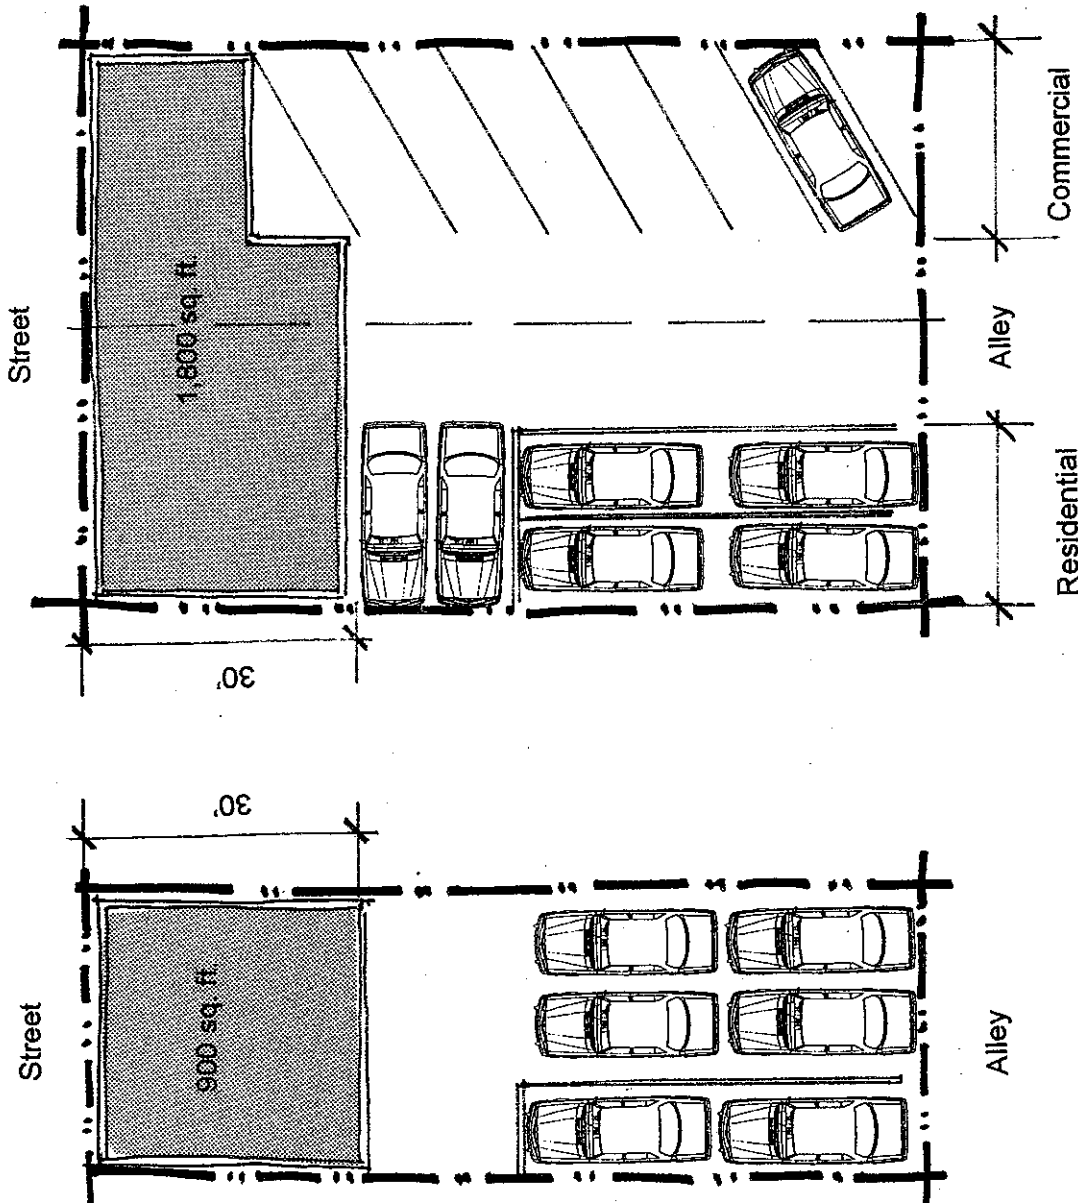 Street
1,800 sq. ft.
30'
Residential
Alley
Commercial
Street
900 sq. ft.
30'
Alley